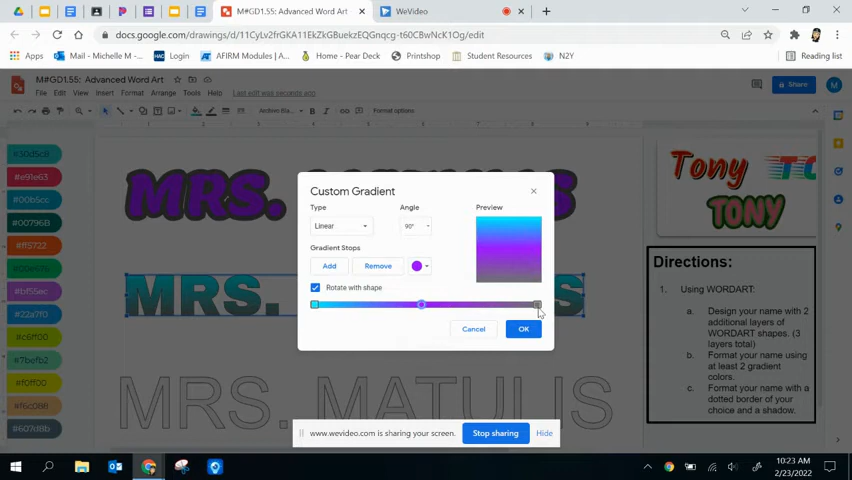 M#GD1.55: Advanced Word Art
WeVideo
docs.google.com/drawings/d/11CyLv2frGKA11EkZkGBuekzEQGnqcg-t60CBwNcK1Og/edit
Apps
Mail - Michelle M
Login
AFIRM Modules | A
Home - Pear Deck
Printshop
Student Resources
N2Y
Reading list
M#GD1.55: Advanced Word Art
File Edit View Insert Format Arrange Tools Help Last edit was seconds ago
Share
M
Archivo Bla...
B I
Format options
#30d5c8
#e91e63
#00b5cc
#00796B
#ff5722
#00e676
#bf55ec
#22a7f0
#c6ff00
#7befb2
#f0ff00
#f6c088
#607d8b
MRS.
MRS.
MRS. MATULIS
Custom Gradient
Type
Angle
Preview
Linear
90°
Gradient Stops
Add
Remove
Rotate with shape
Cancel
OK
Tony
TONY
Directions:
1. Using WORDART:
a. Design your name with 2
additional layers of
WORDART shapes. (3
layers total)
b. Format your name using
at least 2 gradient
colors.
c. Format your name with a
dotted border of your
choice and a shadow.
www.wevideo.com is sharing your screen.
Stop sharing
Hide
10:23 AM
2/23/2022